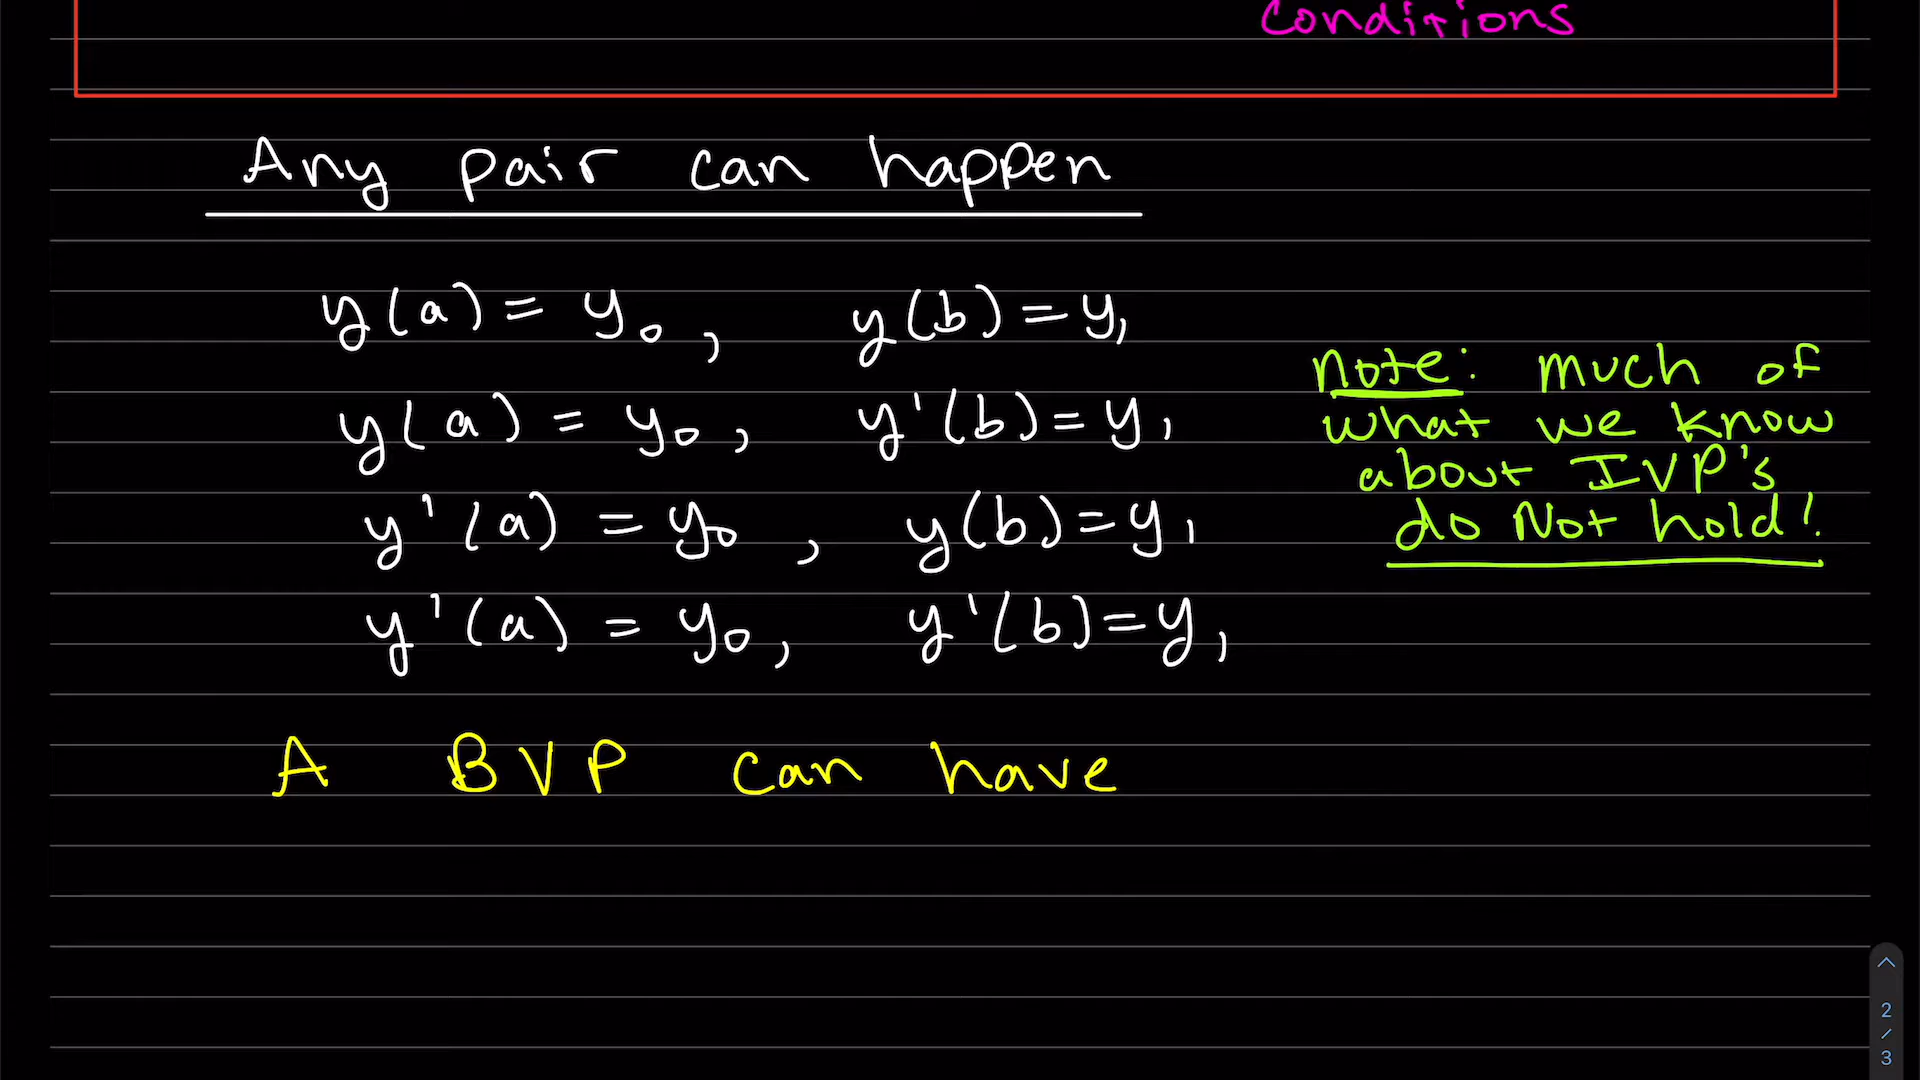 Conditions
Any pair can happen
y(a) = y₀, y(b) = y₁
y(a) = y₀, y'(b) = y₁
y'(a) = y₀, y(b) = y₁
y'(a) = y₀, y'(b) = y₁
note: much of
what we know
about IVP's
do Not hold!
A BVP can have
2
/
3